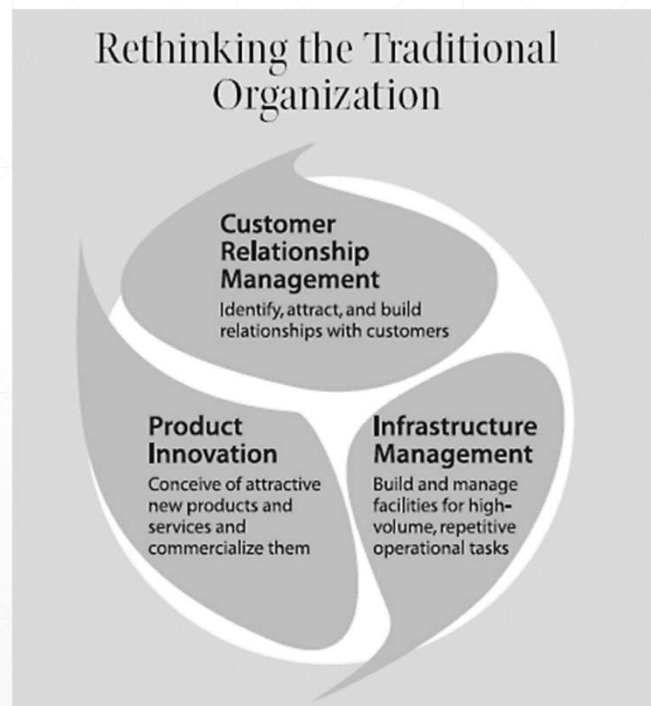 Rethinking the Traditional
Organization
Customer
Relationship
Management
Identify, attract, and build
relationships with customers
Product
Innovation
Conceive of attractive
new products and
services and
commercialize them
Infrastructure
Management
Build and manage
facilities for high-
volume, repetitive
operational tasks